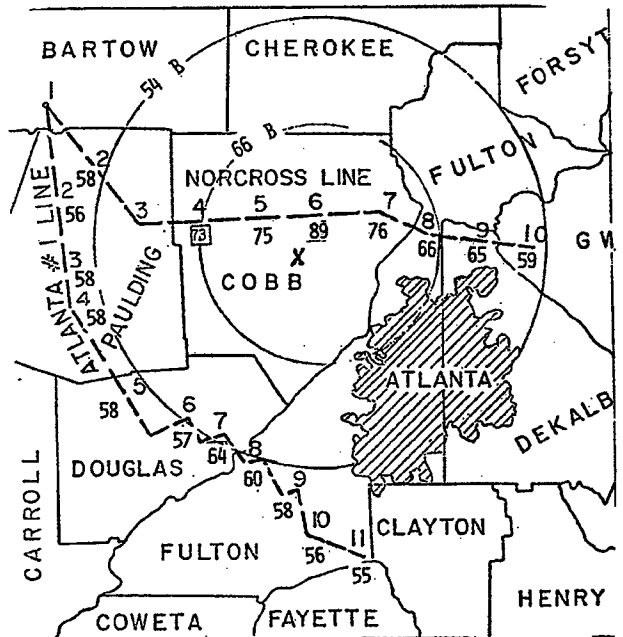 BARTOW
CHEROKEE
FORSYT
54 B
1
66 B
FULTON
2
58
NORCROSS LINE
ATLANTA #1 LINE
2
56
3
4
5
6
7
8
9
10
73
75
89
76
66
65
59
GW
X
COBB
PAULDING
3
58
4
58
ATLANTA
5
58
6
57
7
64
8
60
DEKALB
DOUGLAS
9
58
CARROLL
10
56
11
55
CLAYTON
FULTON
HENRY
COWETA
FAYETTE